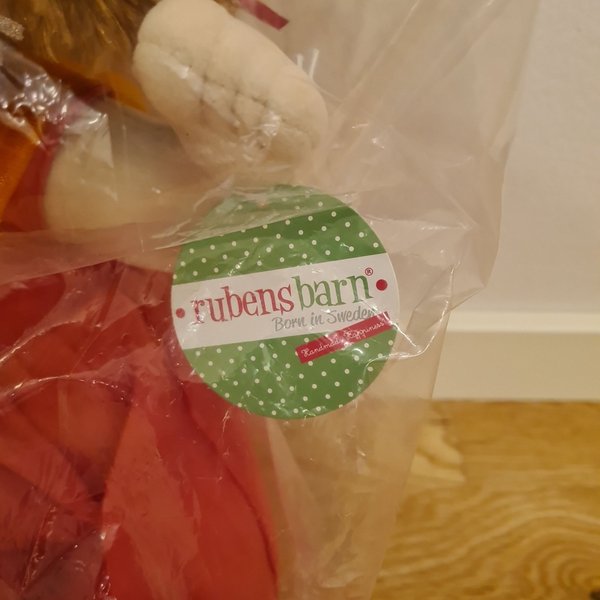 rubensbarn®
Born in Sweden
Handmade Happiness